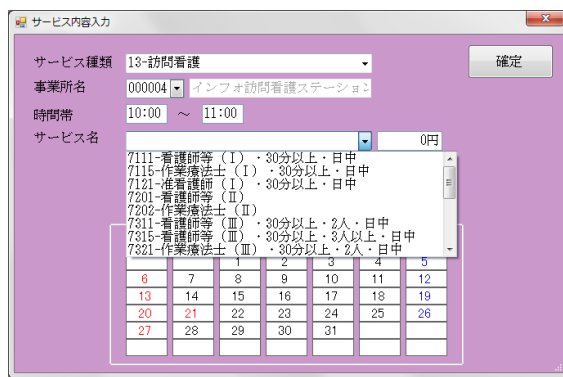 サービス内容入力
サービス種類 13-訪問看護 確定
事業所名 000004 インフォ訪問看護ステーション
時間帯 10:00 ～ 11:00
サービス名 0円
7111-看護師等（Ⅰ）・30分以上・日中
7115-作業療法士（Ⅰ）・30分以上・日中
7121-准看護師（Ⅰ）・30分以上・日中
7201-看護師等（Ⅱ）
7202-作業療法士（Ⅱ）
7311-看護師等（Ⅲ）・30分以上・2人・日中
7315-看護師等（Ⅲ）・30分以上・3人以上・日中
7321-作業療法士（Ⅲ）・30分以上・2人・日中
1 2 3 4 5
6 7 8 9 10 11 12
13 14 15 16 17 18 19
20 21 22 23 24 25 26
27 28 29 30 31